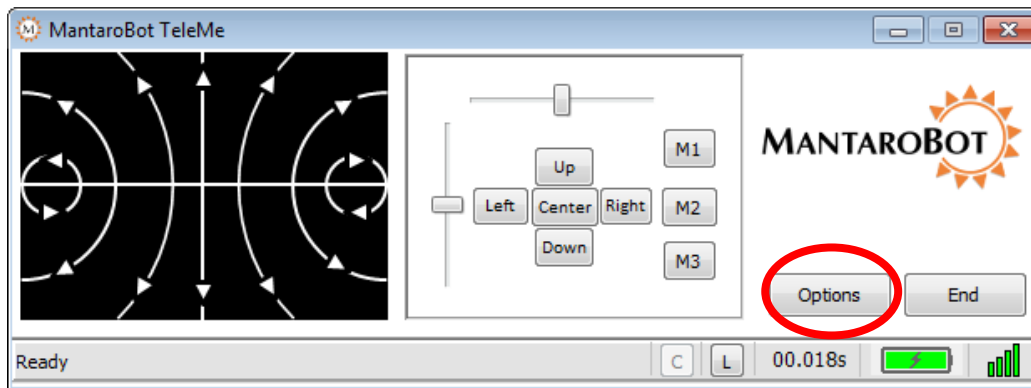 MantaroBot TeleMe
Up
Left Center Right
Down
M1
M2
M3
MANTAROBOT
Options End
Ready C L 00.018s